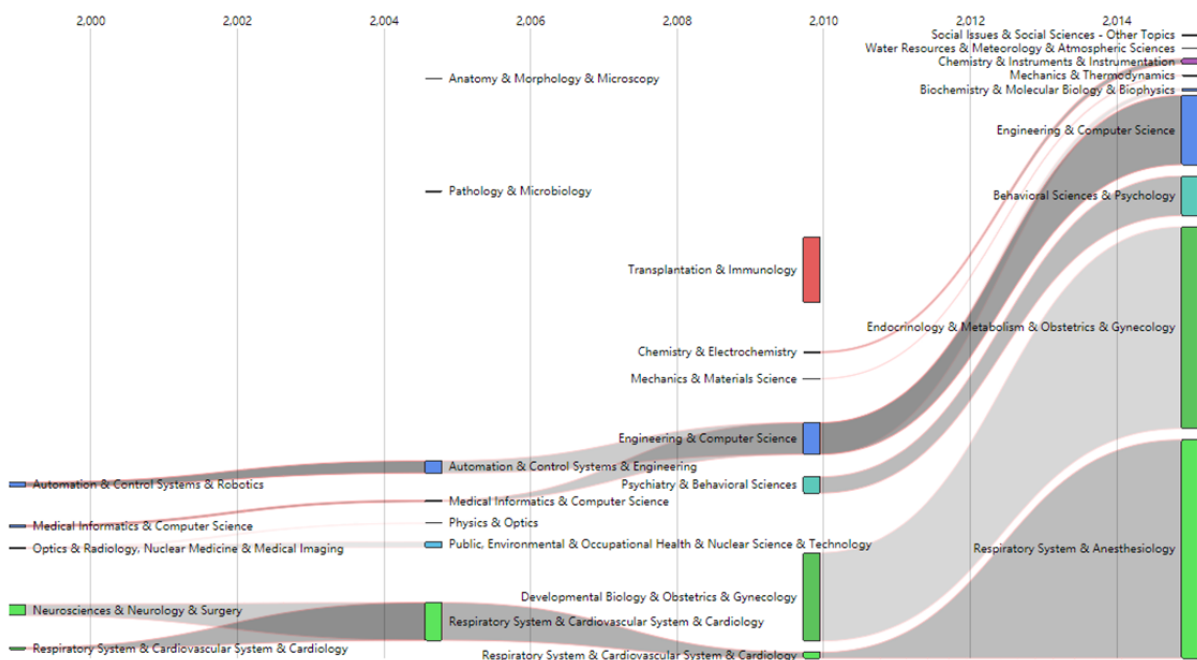 2,000 2,002 2,004 2,006 2,008 2,010 2,012 2,014
Social Issues & Social Sciences - Other Topics
Water Resources & Meteorology & Atmospheric Sciences
Chemistry & Instruments & Instrumentation
Mechanics & Thermodynamics
Anatomy & Morphology & Microscopy
Biochemistry & Molecular Biology & Biophysics
Engineering & Computer Science
Pathology & Microbiology
Behavioral Sciences & Psychology
Transplantation & Immunology
Endocrinology & Metabolism & Obstetrics & Gynecology
Chemistry & Electrochemistry
Mechanics & Materials Science
Engineering & Computer Science
Automation & Control Systems & Engineering
Automation & Control Systems & Robotics
Psychiatry & Behavioral Sciences
Medical Informatics & Computer Science
Physics & Optics
Medical Informatics & Computer Science
Public, Environmental & Occupational Health & Nuclear Science & Technology
Optics & Radiology, Nuclear Medicine & Medical Imaging
Respiratory System & Anesthesiology
Developmental Biology & Obstetrics & Gynecology
Neurosciences & Neurology & Surgery
Respiratory System & Cardiovascular System & Cardiology
Respiratory System & Cardiovascular System & Cardiology
Respiratory System & Cardiovascular System & Cardiology